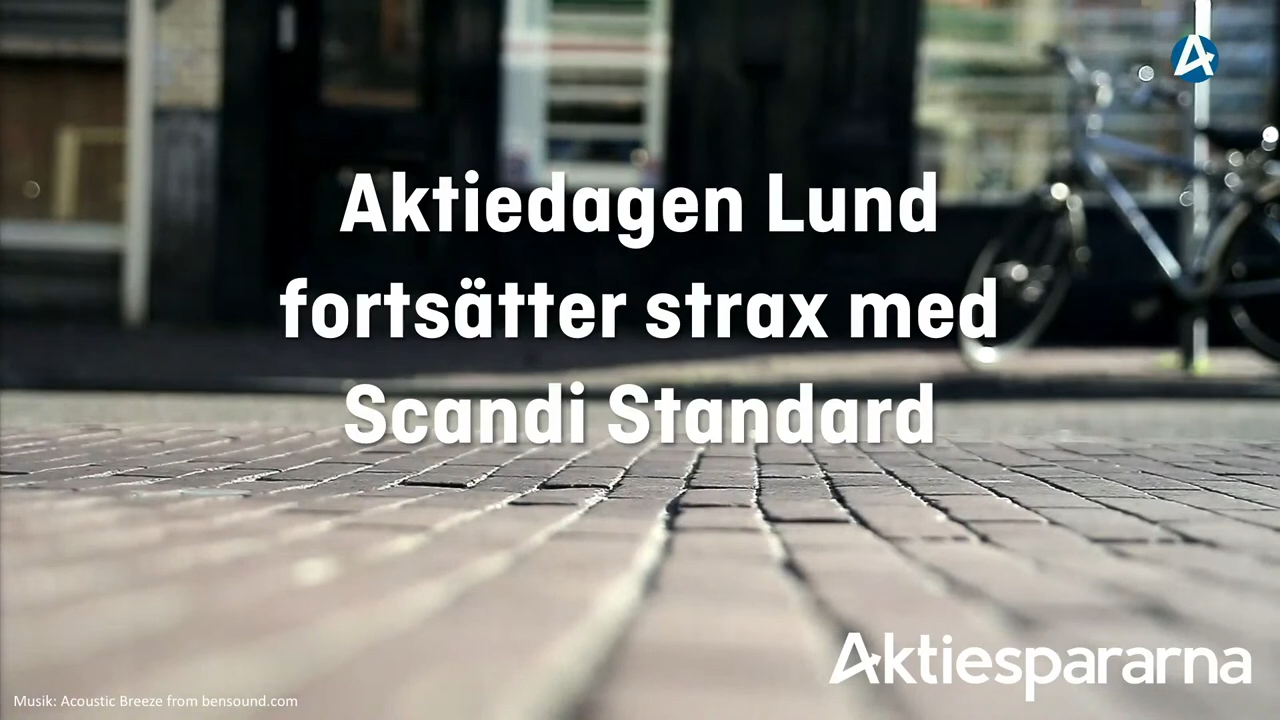 Aktiedagen Lund
fortsätter strax med
Scandi Standard
Aktiespararna
Musik: Acoustic Breeze from bensound.com